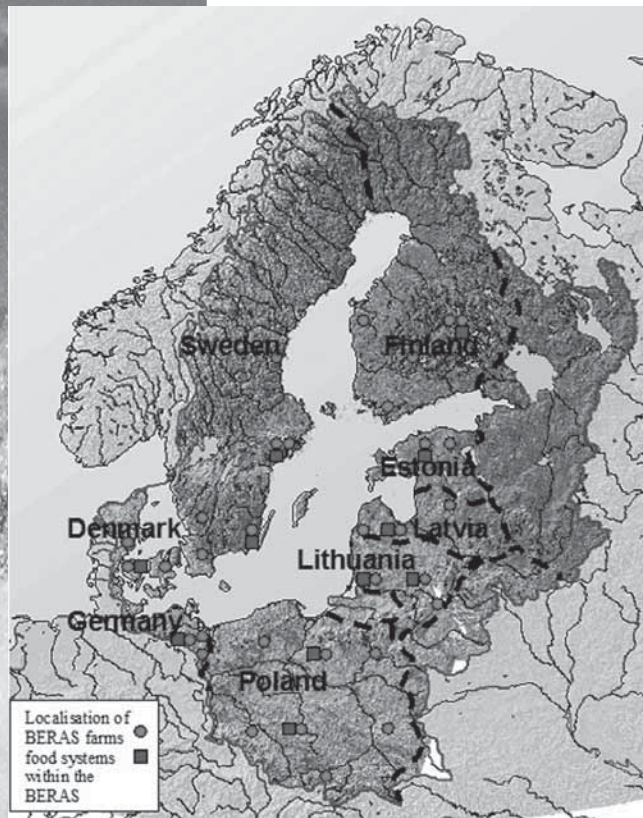 Sweden
Finland
Estonia
Denmark
Latvia
Lithuania
Germany
Poland
Localisation of
BERAS farms
food systems
within the
BERAS